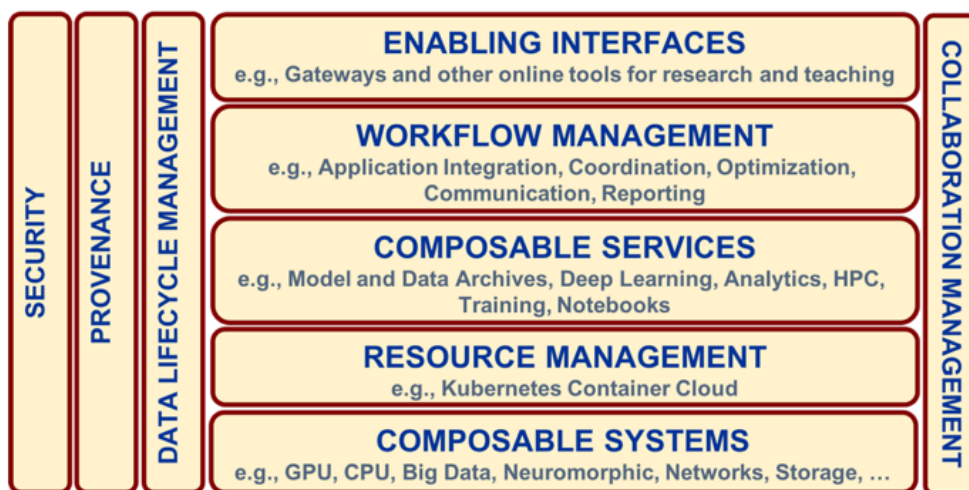 SECURITY
PROVENANCE
DATA LIFECYCLE MANAGEMENT
ENABLING INTERFACES
e.g., Gateways and other online tools for research and teaching
WORKFLOW MANAGEMENT
e.g., Application Integration, Coordination, Optimization,
Communication, Reporting
COMPOSABLE SERVICES
e.g., Model and Data Archives, Deep Learning, Analytics, HPC,
Training, Notebooks
RESOURCE MANAGEMENT
e.g., Kubernetes Container Cloud
COMPOSABLE SYSTEMS
e.g., GPU, CPU, Big Data, Neuromorphic, Networks, Storage, …
COLLABORATION MANAGEMENT